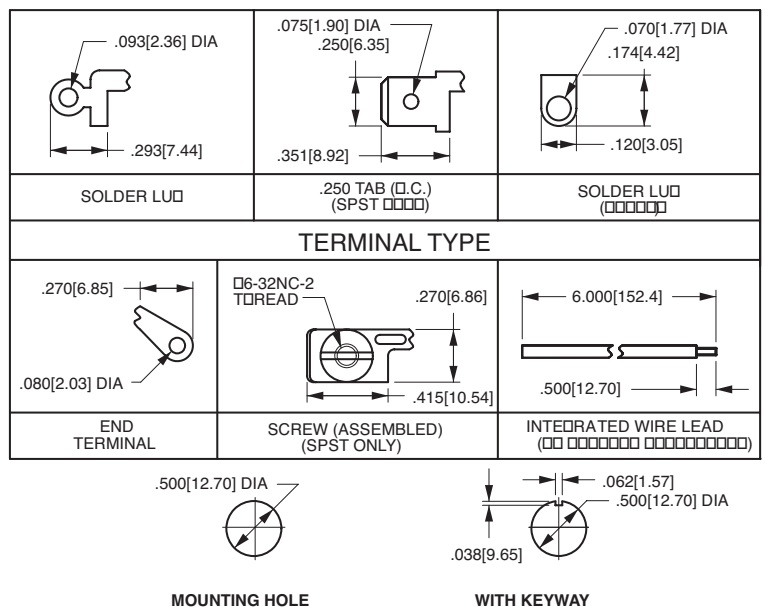 .093[2.36] DIA
.293[7.44]
SOLDER
.075[1.90] DIA
.250[6.35]
.351[8.92]
.250 TAB
(SPST
.070[1.77] DIA
.174[4.42]
.120[3.05]
SOLDER
TERMINAL TYPE
.270[6.85]
.080[2.03] DIA
END
TERMINAL
6-32NC-2
.270[6.86]
.415[10.54]
SCREW (ASSEMBLED)
(SPST ONLY)
6.000[152.4]
.500[12.70]
WIRE LEAD
.500[12.70] DIA
MOUNTING HOLE
.062[1.57]
.500[12.70] DIA
.038[9.65]
WITH KEYWAY